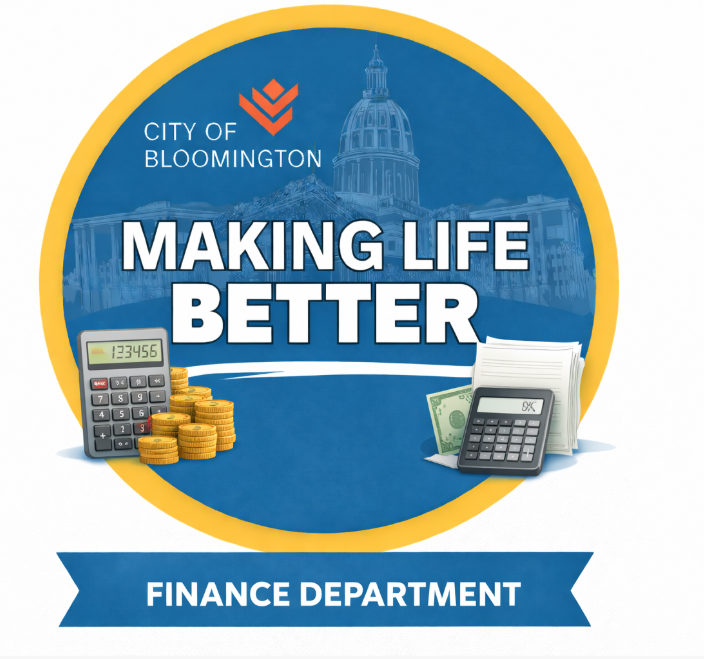 CITY OF
BLOOMINGTON
MAKING LIFE
BETTER
123456
FINANCE DEPARTMENT